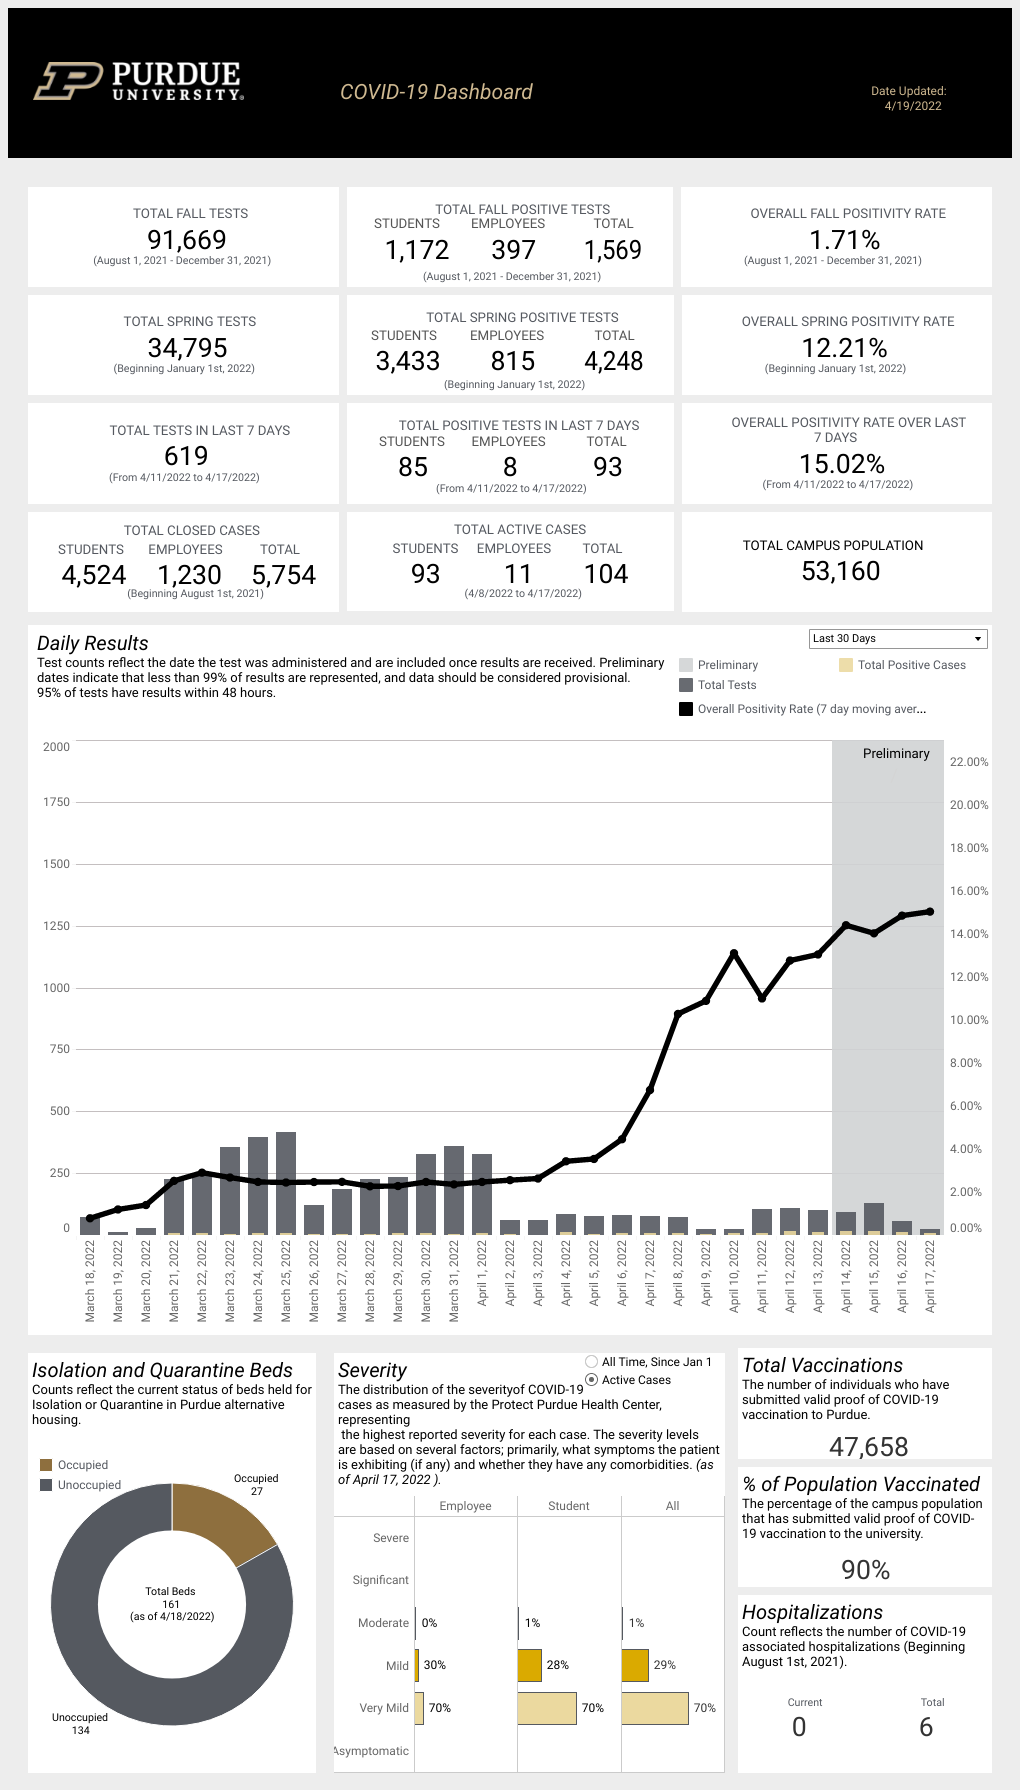 PURDUE
UNIVERSITY®
COVID-19 Dashboard
Date Updated:
4/19/2022
TOTAL FALL TESTS
91,669
(August 1, 2021 - December 31, 2021)
TOTAL FALL POSITIVE TESTS
STUDENTS EMPLOYEES TOTAL
1,172 397 1,569
(August 1, 2021 - December 31, 2021)
OVERALL FALL POSITIVITY RATE
1.71%
(August 1, 2021 - December 31, 2021)
TOTAL SPRING TESTS
34,795
(Beginning January 1st, 2022)
TOTAL SPRING POSITIVE TESTS
STUDENTS EMPLOYEES TOTAL
3,433 815 4,248
(Beginning January 1st, 2022)
OVERALL SPRING POSITIVITY RATE
12.21%
(Beginning January 1st, 2022)
TOTAL TESTS IN LAST 7 DAYS
619
(From 4/11/2022 to 4/17/2022)
TOTAL POSITIVE TESTS IN LAST 7 DAYS
STUDENTS EMPLOYEES TOTAL
85 8 93
(From 4/11/2022 to 4/17/2022)
OVERALL POSITIVITY RATE OVER LAST
7 DAYS
15.02%
(From 4/11/2022 to 4/17/2022)
TOTAL CLOSED CASES
STUDENTS EMPLOYEES TOTAL
4,524 1,230 5,754
(Beginning August 1st, 2021)
TOTAL ACTIVE CASES
STUDENTS EMPLOYEES TOTAL
93 11 104
(4/8/2022 to 4/17/2022)
TOTAL CAMPUS POPULATION
53,160
Daily Results
Test counts reflect the date the test was administered and are included once results are received. Preliminary
dates indicate that less than 99% of results are represented, and data should be considered provisional.
95% of tests have results within 48 hours.
Last 30 Days
Preliminary
Total Positive Cases
Total Tests
Overall Positivity Rate (7 day moving aver...
2000
1750
1500
1250
1000
750
500
250
0
Preliminary
22.00%
20.00%
18.00%
16.00%
14.00%
12.00%
10.00%
8.00%
6.00%
4.00%
2.00%
0.00%
March 18, 2022
March 19, 2022
March 20, 2022
March 21, 2022
March 22, 2022
March 23, 2022
March 24, 2022
March 25, 2022
March 26, 2022
March 27, 2022
March 28, 2022
March 29, 2022
March 30, 2022
March 31, 2022
April 1, 2022
April 2, 2022
April 3, 2022
April 4, 2022
April 5, 2022
April 6, 2022
April 7, 2022
April 8, 2022
April 9, 2022
April 10, 2022
April 11, 2022
April 12, 2022
April 13, 2022
April 14, 2022
April 15, 2022
April 16, 2022
April 17, 2022
Isolation and Quarantine Beds
Counts reflect the current status of beds held for
Isolation or Quarantine in Purdue alternative
housing.
Occupied
Unoccupied
Occupied
27
Total Beds
161
(as of 4/18/2022)
Unoccupied
134
Severity
All Time, Since Jan 1
Active Cases
The distribution of the severityof COVID-19
cases as measured by the Protect Purdue Health Center,
representing
the highest reported severity for each case. The severity levels
are based on several factors; primarily, what symptoms the patient
is exhibiting (if any) and whether they have any comorbidities. (as
of April 17, 2022 ).
Employee Student All
Severe
Significant
Moderate 0% 1% 1%
Mild 30% 28% 29%
Very Mild 70% 70% 70%
Asymptomatic
Total Vaccinations
The number of individuals who have
submitted valid proof of COVID-19
vaccination to Purdue.
47,658
% of Population Vaccinated
The percentage of the campus population
that has submitted valid proof of COVID-
19 vaccination to the university.
90%
Hospitalizations
Count reflects the number of COVID-19
associated hospitalizations (Beginning
August 1st, 2021).
Current Total
0 6